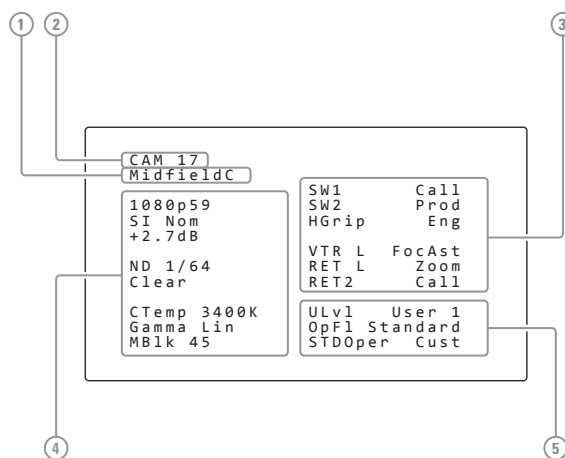 1 2 3
CAM 17
MidfieldC
1080p59
SI Nom
+2.7dB
ND 1/64
Clear
CTemp 3400K
Gamma Lin
MBlk 45
SW1 Call
SW2 Prod
HGrip Eng
VTR L FocAst
RET L Zoom
RET2 Call
ULvl User 1
OpFl Standard
STDOper Cust
4 5